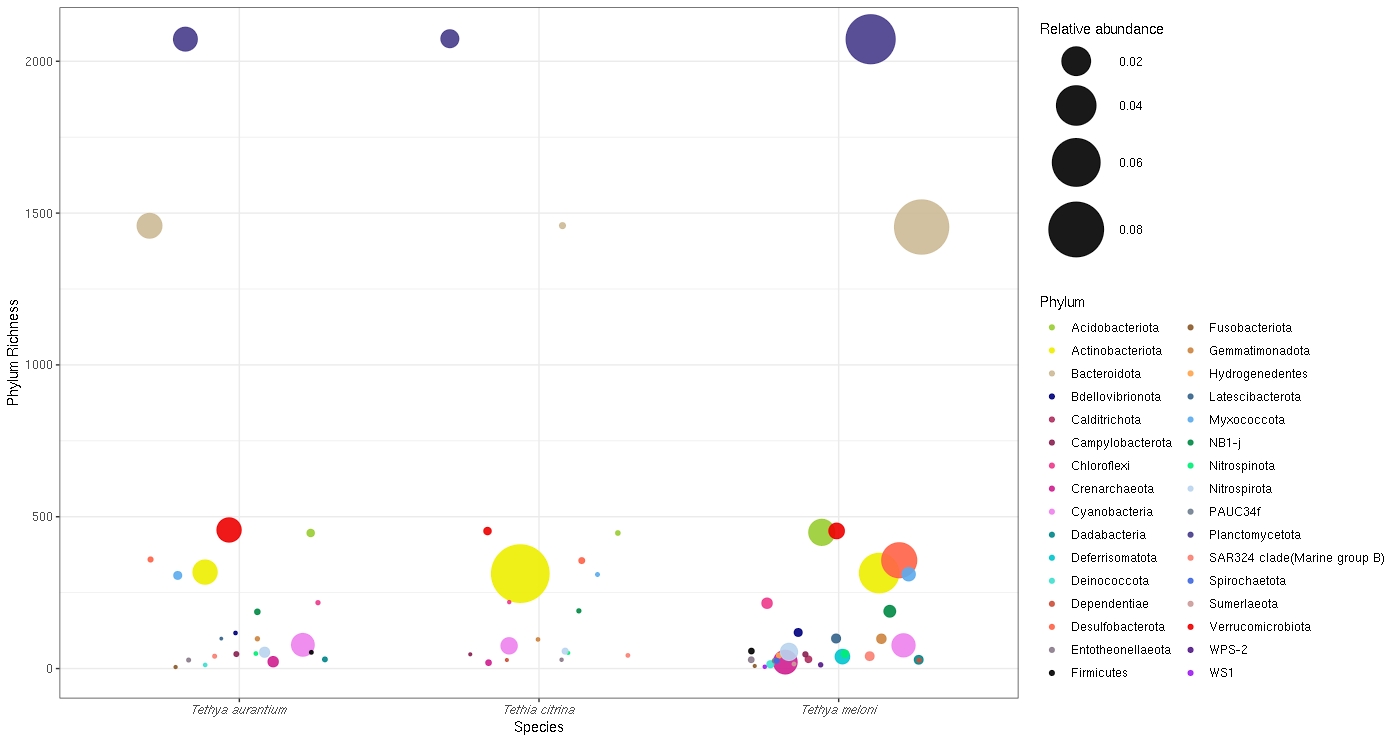 Phylum Richness
2000
1500
1000
500
0
Tethya aurantium
Tethia citrina
Tethya meloni
Species
Relative abundance
0.02
0.04
0.06
0.08
Phylum
Acidobacteriota
Actinobacteriota
Bacteroidota
Bdellovibrionota
Calditrichota
Campylobacterota
Chloroflexi
Crenarchaeota
Cyanobacteria
Dadabacteria
Deferrisomatota
Deinococcota
Dependentiae
Desulfobacterota
Entotheonellaeota
Firmicutes
Fusobacteriota
Gemmatimonadota
Hydrogenedentes
Latescibacterota
Myxococcota
NB1-j
Nitrospinota
Nitrospirota
PAUC34f
Planctomycetota
SAR324 clade(Marine group B)
Spirochaetota
Sumerlaeota
Verrucomicrobiota
WPS-2
WS1